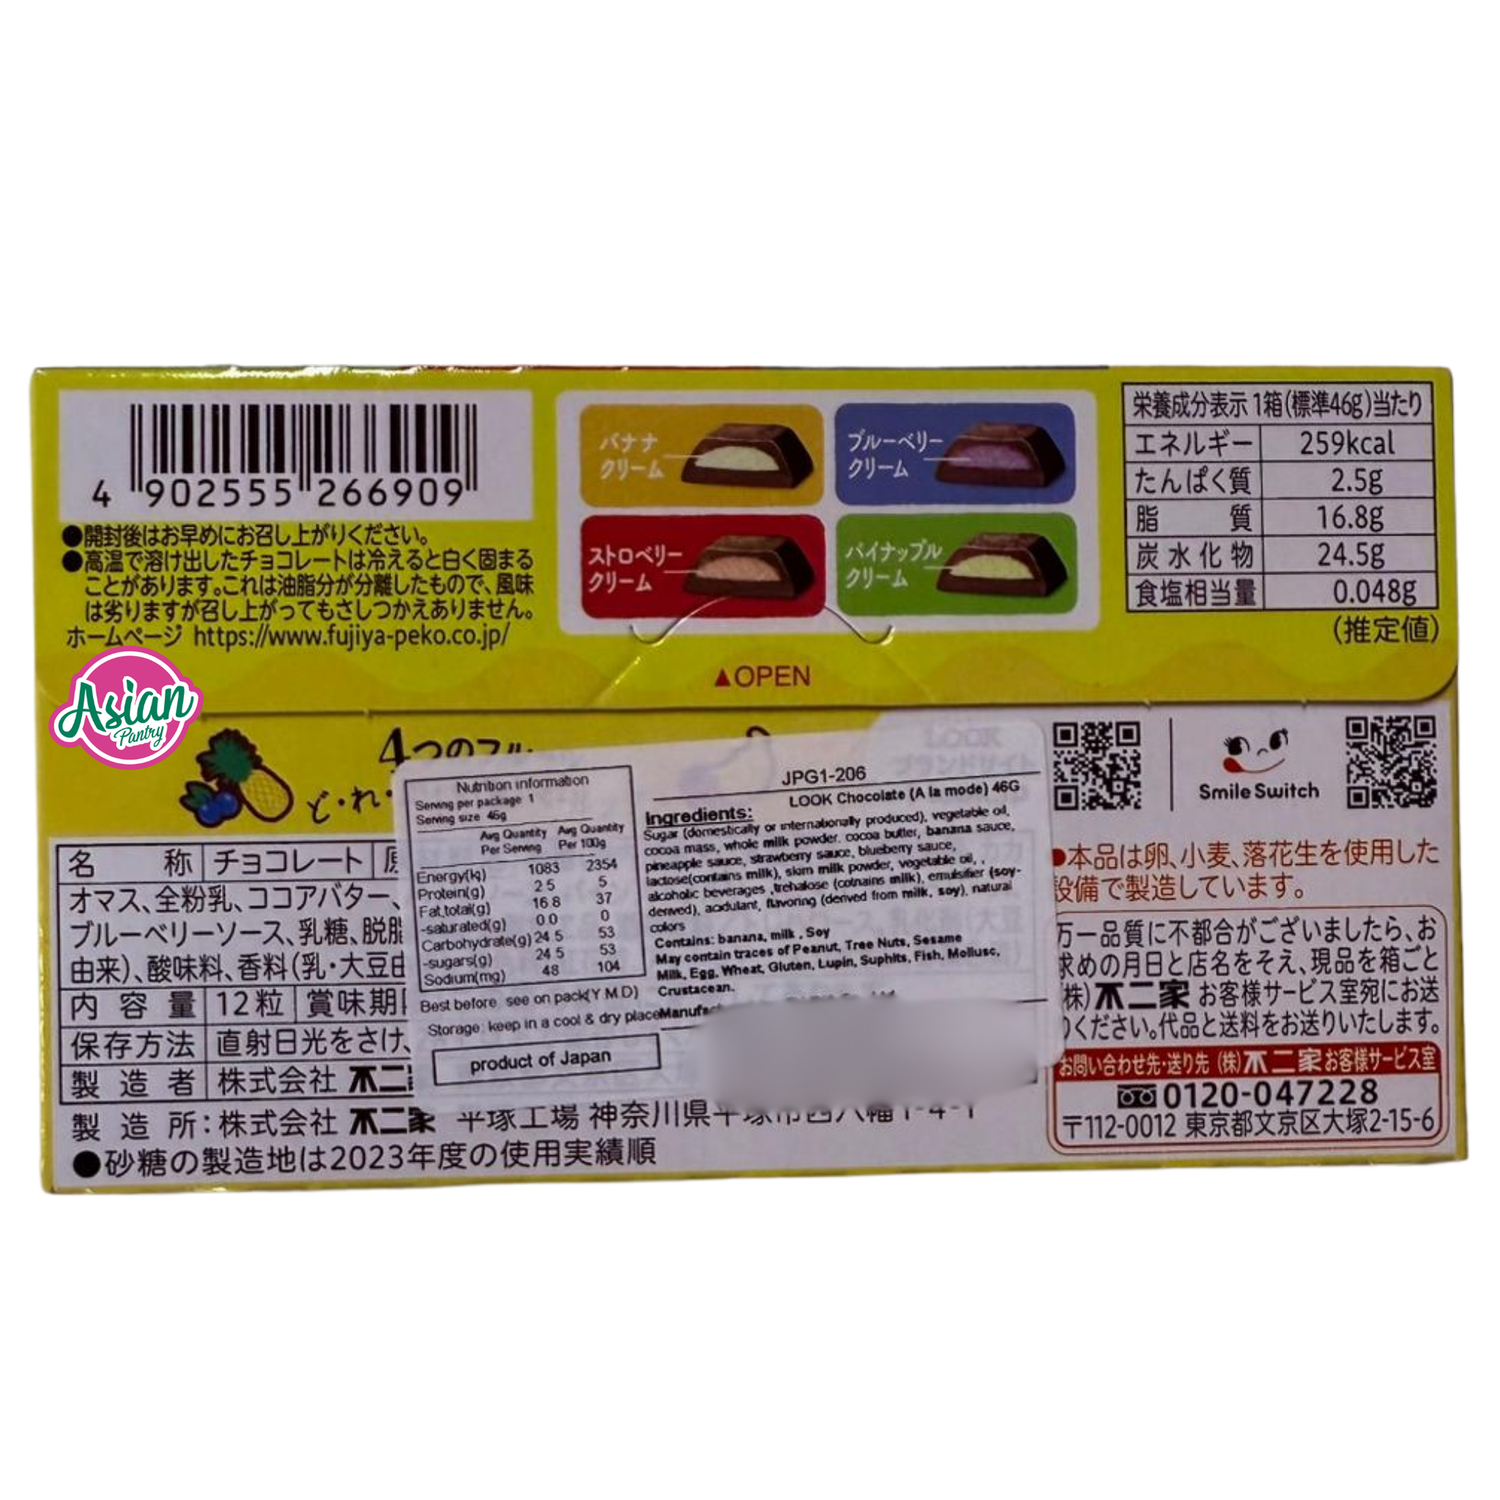 4 902555 266909
●開封後はお早めにお召し上がりください。
●高温で溶け出したチョコレートは冷えると白く固まる
ことがあります。これは油脂分が分離したもので、風味
は劣りますが召し上がってもさしつかえありません。
ホームページ https://www.fujiya-peko.co.jp/
バナナ
クリーム
ブルーベリー
クリーム
ストロベリー
クリーム
パイナップル
クリーム
▲OPEN
栄養成分表示 1箱(標準46g)当たり
エネルギー 259kcal
たんぱく質 2.5g
脂質 16.8g
炭水化物 24.5g
食塩相当量 0.048g
(推定値)
Asian
Pantry
4つのフル
ど・れ・
LOOK
ブランドサイト
Smile Switch
名称 チョコレート
オマス、全粉乳、ココアバター、
ブルーベリーソース、乳糖、脱脂
由来)、酸味料、香料(乳・大豆由
内容量 12粒 賞味期
保存方法 直射日光をさけ、
製造者 株式会社 不二
製造所:株式会社 不二家 平塚工場 神奈川県平塚市西八幡1-4-1
●砂糖の製造地は2023年度の使用実績順
Nutrition information
Serving per package 1
Serving size 46g
Avg Quantity Avg Quantity
Per Serving Per 100g
Energy(kj) 1083 2354
Protein(g) 2 5 5
Fat,total(g) 16 8 37
-saturated(g) 0 0 0
Carbohydrate(g) 24 5 53
-sugars(g) 24 5 53
Sodium(mg) 48 104
Best before see on pack(Y M D)
Storage: keep in a cool & dry place
product of Japan
JPG1-206
LOOK Chocolate (A la mode) 46G
Ingredients:
Sugar (domestically or internationally produced), vegetable oil,
cocoa mass, whole milk powder. cocoa butter, banana sauce,
pineapple sauce, strawberry sauce, blueberry sauce,
lactose(contains milk), skim milk powder, vegetable oil, ,
alcoholic beverages ,trehalose (cotnains milk), emulsifier (soy-
derived), acidulant, flavoring (derived from milk, soy), natural
colors
Contains: banana, milk , Soy
May contain traces of Peanut, Tree Nuts, Sesame
Milk, Egg, Wheat, Gluten, Lupin, Suphits, Fish, Mollusc,
Crustacean.
Manufac
●本品は卵、小麦、落花生を使用した
設備で製造しています。
万一品質に不都合がございましたら、お
求めの月日と店名をそえ、現品を箱ごと
(株)不二家 お客様サービス室宛にお送
りください。代品と送料をお送りいたします。
お問い合わせ先・送り先 (株)不二家お客様サービス室
0120-047228
〒112-0012 東京都文京区大塚2-15-6